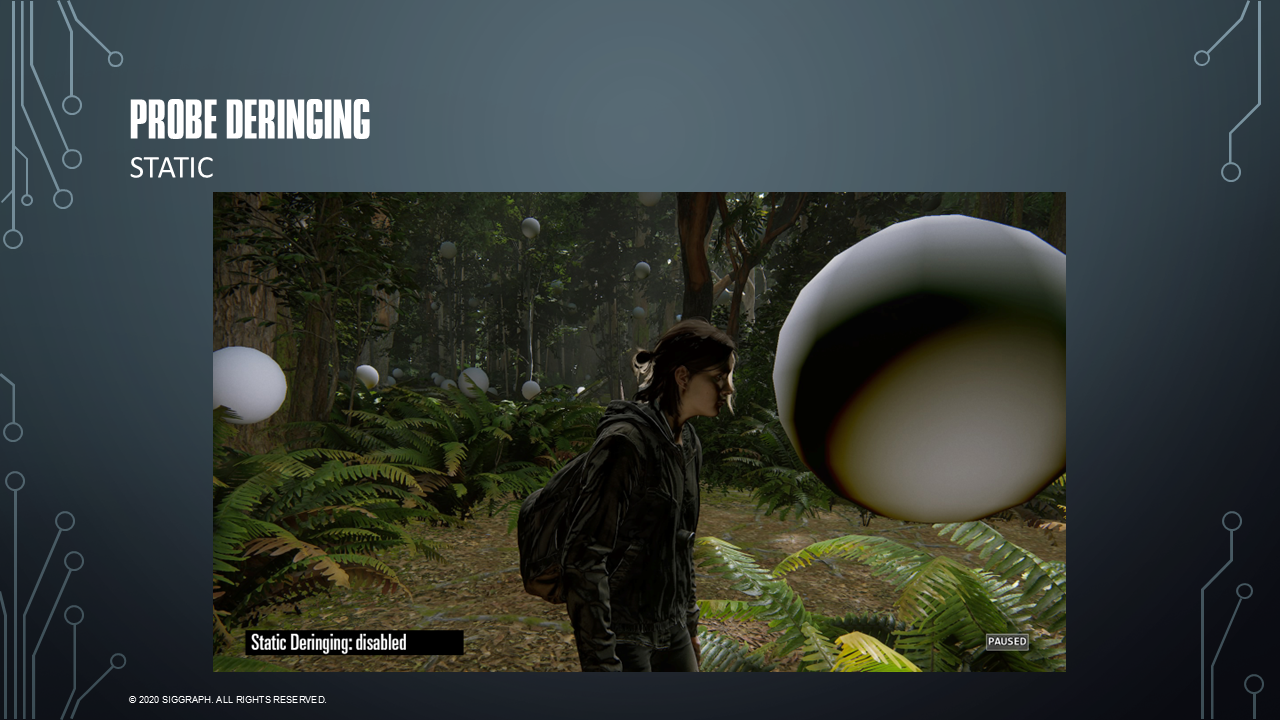 PROBE DERINGING
STATIC
Static Deringing: disabled
PAUSED
© 2020 SIGGRAPH. ALL RIGHTS RESERVED.